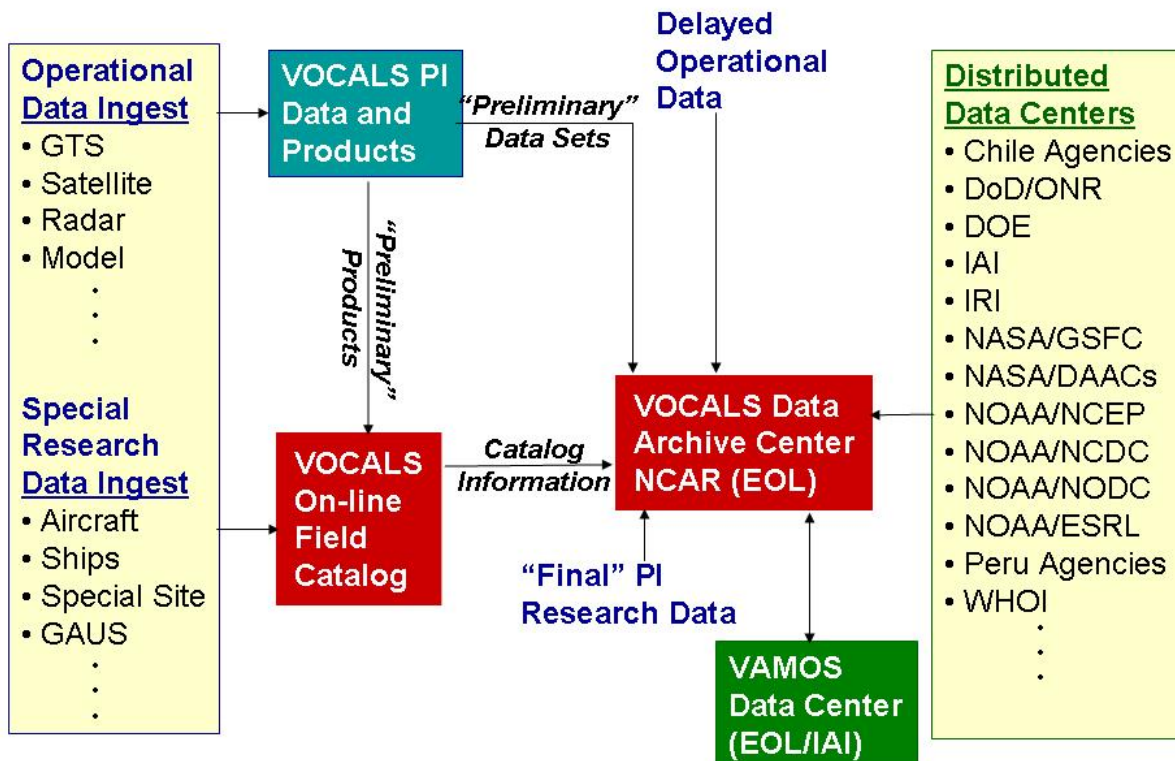 Operational
Data Ingest
• GTS
• Satellite
• Radar
• Model
Special
Research
Data Ingest
• Aircraft
• Ships
• Special Site
• GAUS
VOCALS PI
Data and
Products
“Preliminary”
Data Sets
“Preliminary”
Products
VOCALS
On-line
Field
Catalog
Catalog
Information
Delayed
Operational
Data
VOCALS Data
Archive Center
NCAR (EOL)
“Final” PI
Research Data
VAMOS
Data Center
(EOL/IAI)
Distributed
Data Centers
• Chile Agencies
• DoD/ONR
• DOE
• IAI
• IRI
• NASA/GSFC
• NASA/DAACs
• NOAA/NCEP
• NOAA/NCDC
• NOAA/NODC
• NOAA/ESRL
• Peru Agencies
• WHOI